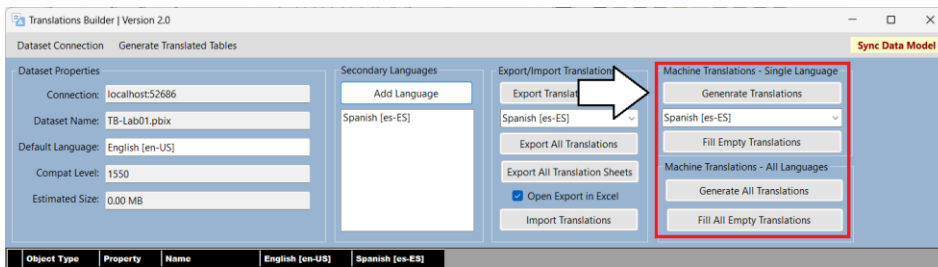 Translations Builder | Version 2.0
Dataset Connection Generate Translated Tables
Sync Data Model
Dataset Properties
Connection: localhost:52686
Dataset Name: TB-Lab01.pbix
Default Language: English [en-US]
Compat Level: 1550
Estimated Size: 0.00 MB
Secondary Languages
Add Language
Spanish [es-ES]
Export/Import Translations
Export
Spanish [es-ES]
Export All Translations
Export All Translation Sheets
Open Export in Excel
Import Translations
Machine Translations - Single Language
Genenrate Translations
Spanish [es-ES]
Fill Empty Translations
Machine Translations - All Languages
Generate All Translations
Fill All Empty Translations
Object Type Property Name English [en-US] Spanish [es-ES]